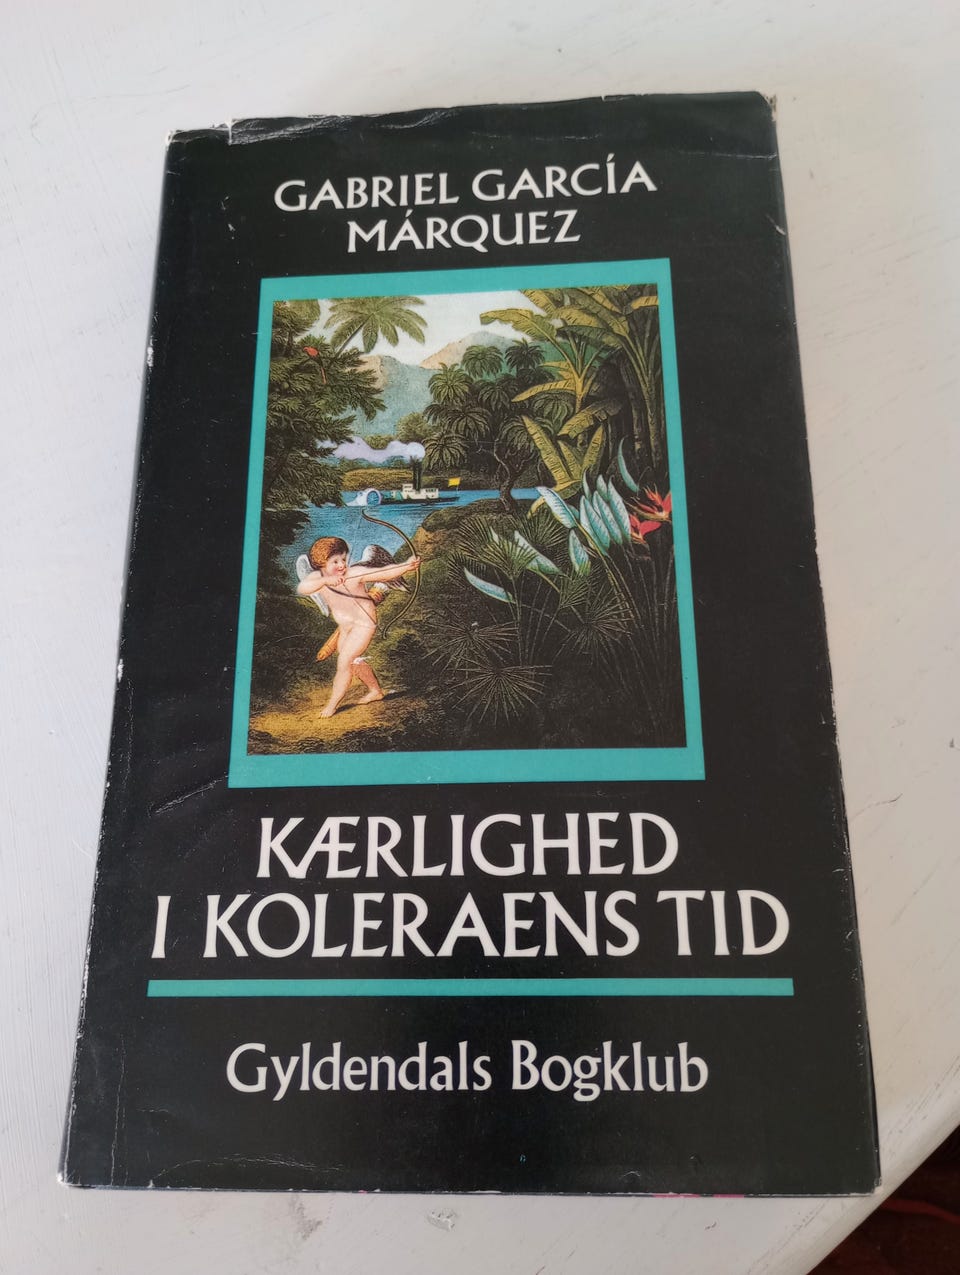 GABRIEL GARCÍA
MÁRQUEZ
KÆRLIGHED
I KOLERAENS TID
Gyldendals Bogklub